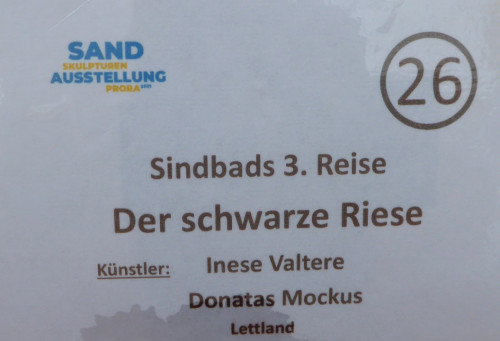 SAND
SKULPTUREN
AUSSTELLUNG
PRORA
26
Sindbads 3. Reise
Der schwarze Riese
Künstler: Inese Valtere
Donatas Mockus
Lettland